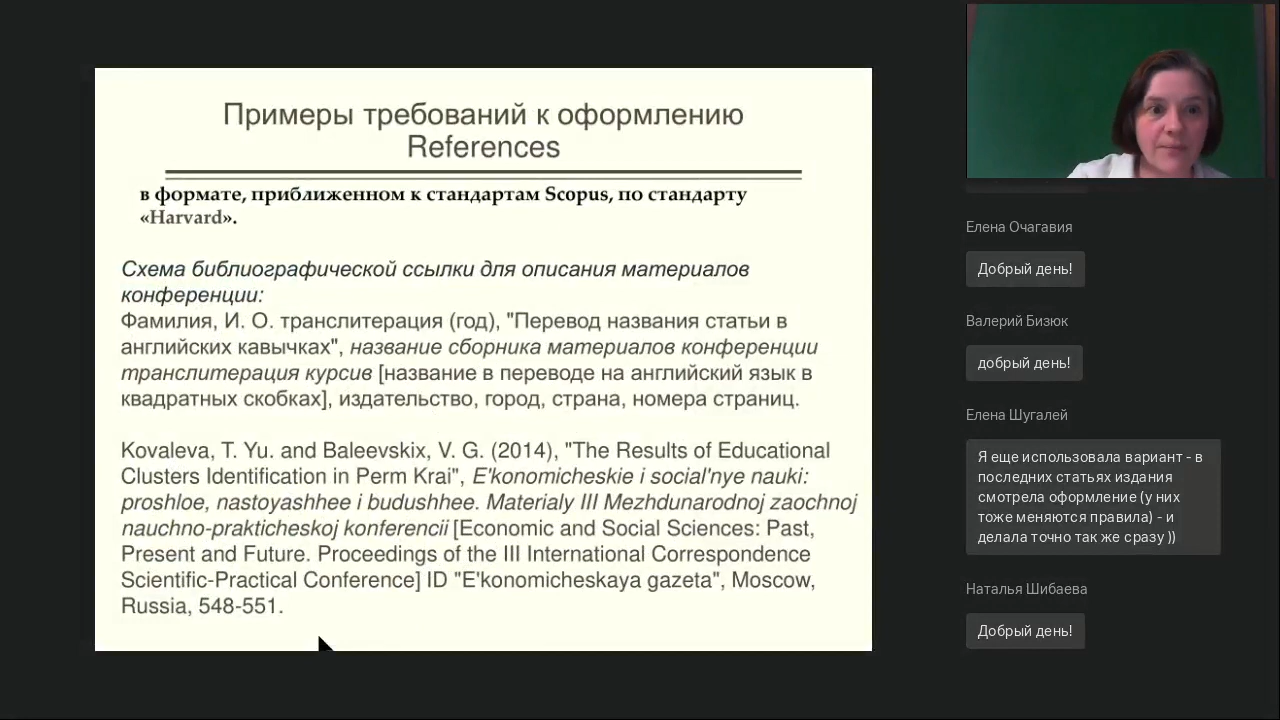 Примеры требований к оформлению
References
в формате, приближенном к стандартам Scopus, по стандарту
«Harvard».
Схема библиографической ссылки для описания материалов
конференции:
Фамилия, И. О. транслитерация (год), "Перевод названия статьи в
английских кавычках", название сборника материалов конференции
транслитерация курсив [название в переводе на английский язык в
квадратных скобках], издательство, город, страна, номера страниц.
Kovaleva, T. Yu. and Baleevskix, V. G. (2014), "The Results of Educational
Clusters Identification in Perm Krai", E'konomicheskie i social'nye nauki:
proshloe, nastoyashhee i budushhee. Materialy III Mezhdunarodnoj zaochnoj
nauchno-prakticheskoj konferencii [Economic and Social Sciences: Past,
Present and Future. Proceedings of the III International Correspondence
Scientific-Practical Conference] ID "E'konomicheskaya gazeta", Moscow,
Russia, 548-551.
Елена Очагавия
Добрый день!
Валерий Бизюк
добрый день!
Елена Шугалей
Я еще использовала вариант - в
последних статьях издания
смотрела оформление (у них
тоже меняются правила) - и
делала точно так же сразу ))
Наталья Шибаева
Добрый день!